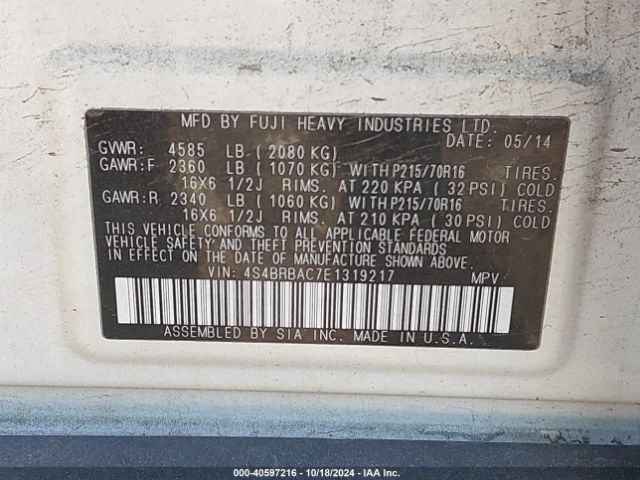 MFD BY FUJI HEAVY INDUSTRIES LTD.
DATE: 05/14
GVWR: 4585 LB ( 2080 KG)
GAWR:F 2360 LB ( 1070 KG) WITH P215/70R16 TIRES.
16X6 1/2J RIMS. AT 220 KPA ( 32 PSI) COLD
GAWR:R 2340 LB ( 1060 KG) WITH P215/70R16 TIRES.
16X6 1/2J RIMS. AT 210 KPA ( 30 PSI) COLD
THIS VEHICLE CONFORMS TO ALL APPLICABLE FEDERAL MOTOR
VEHICLE SAFETY AND THEFT PREVENTION STANDARDS
IN EFFECT ON THE DATE OF MANUFACTURE SHOWN ABOVE.
VIN: 4S4BRBAC7E1319217 MPV
ASSEMBLED BY SIA INC. MADE IN U.S.A.
000-40597216 - 10/18/2024 - IAA Inc.